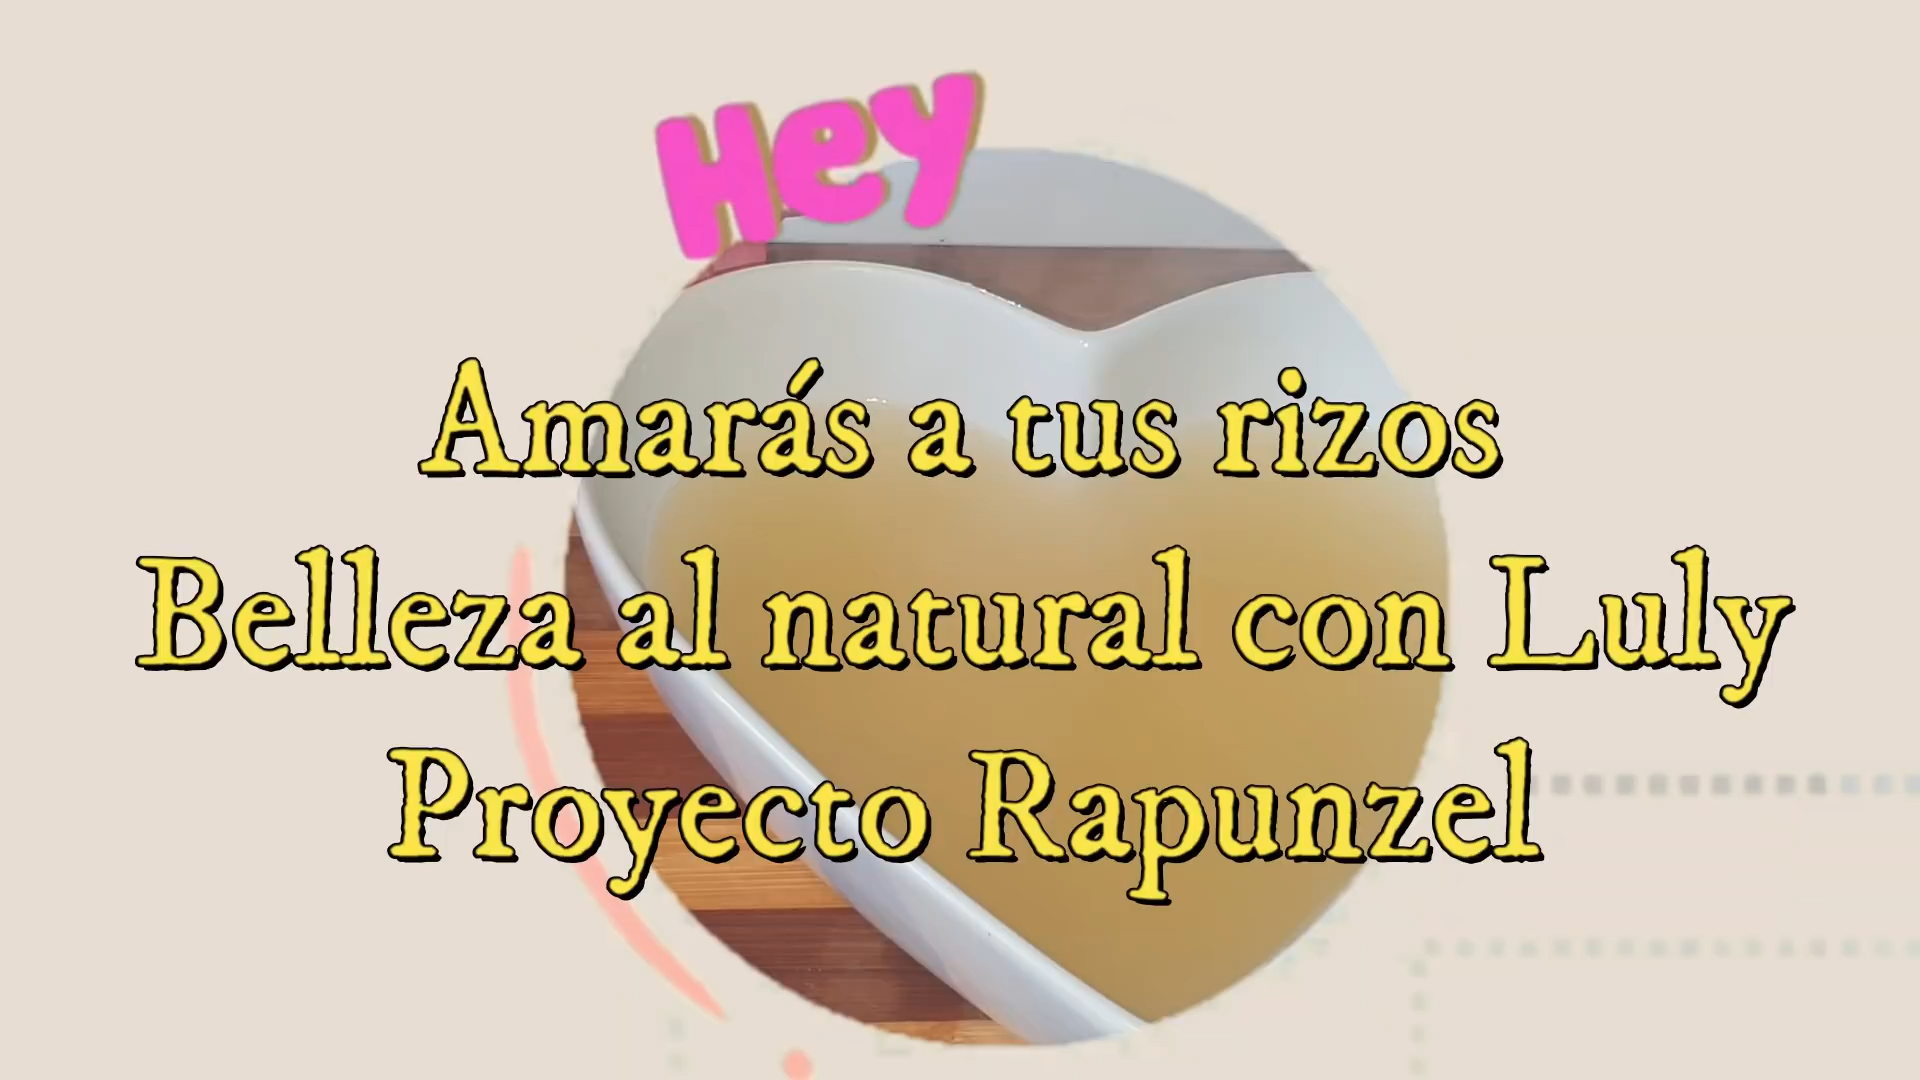 Hey
Amarás a tus rizos
Belleza al natural con Luly
Proyecto Rapunzel